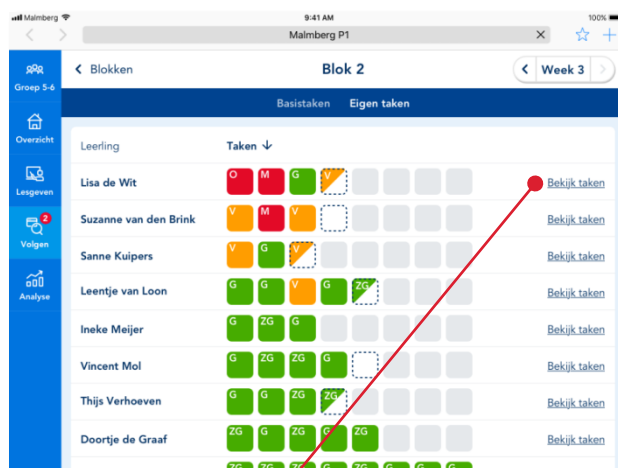 Malmberg 9:41 AM 100%
Malmberg P1
Groep 5-6
Overzicht
Lesgeven
2
Volgen
Analyse
Blokken Blok 2 Week 3
Basistaken Eigen taken
Leerling Taken
Lisa de Wit O M G V Bekijk taken
Suzanne van den Brink V M V Bekijk taken
Sanne Kuipers V G V Bekijk taken
Leentje van Loon G G V G ZG Bekijk taken
Ineke Meijer G ZG G Bekijk taken
Vincent Mol G ZG ZG G Bekijk taken
Thijs Verhoeven G G ZG ZG Bekijk taken
Doortje de Graaf ZG G ZG G ZG Bekijk taken
ZG ZG ZG G ZG G G G